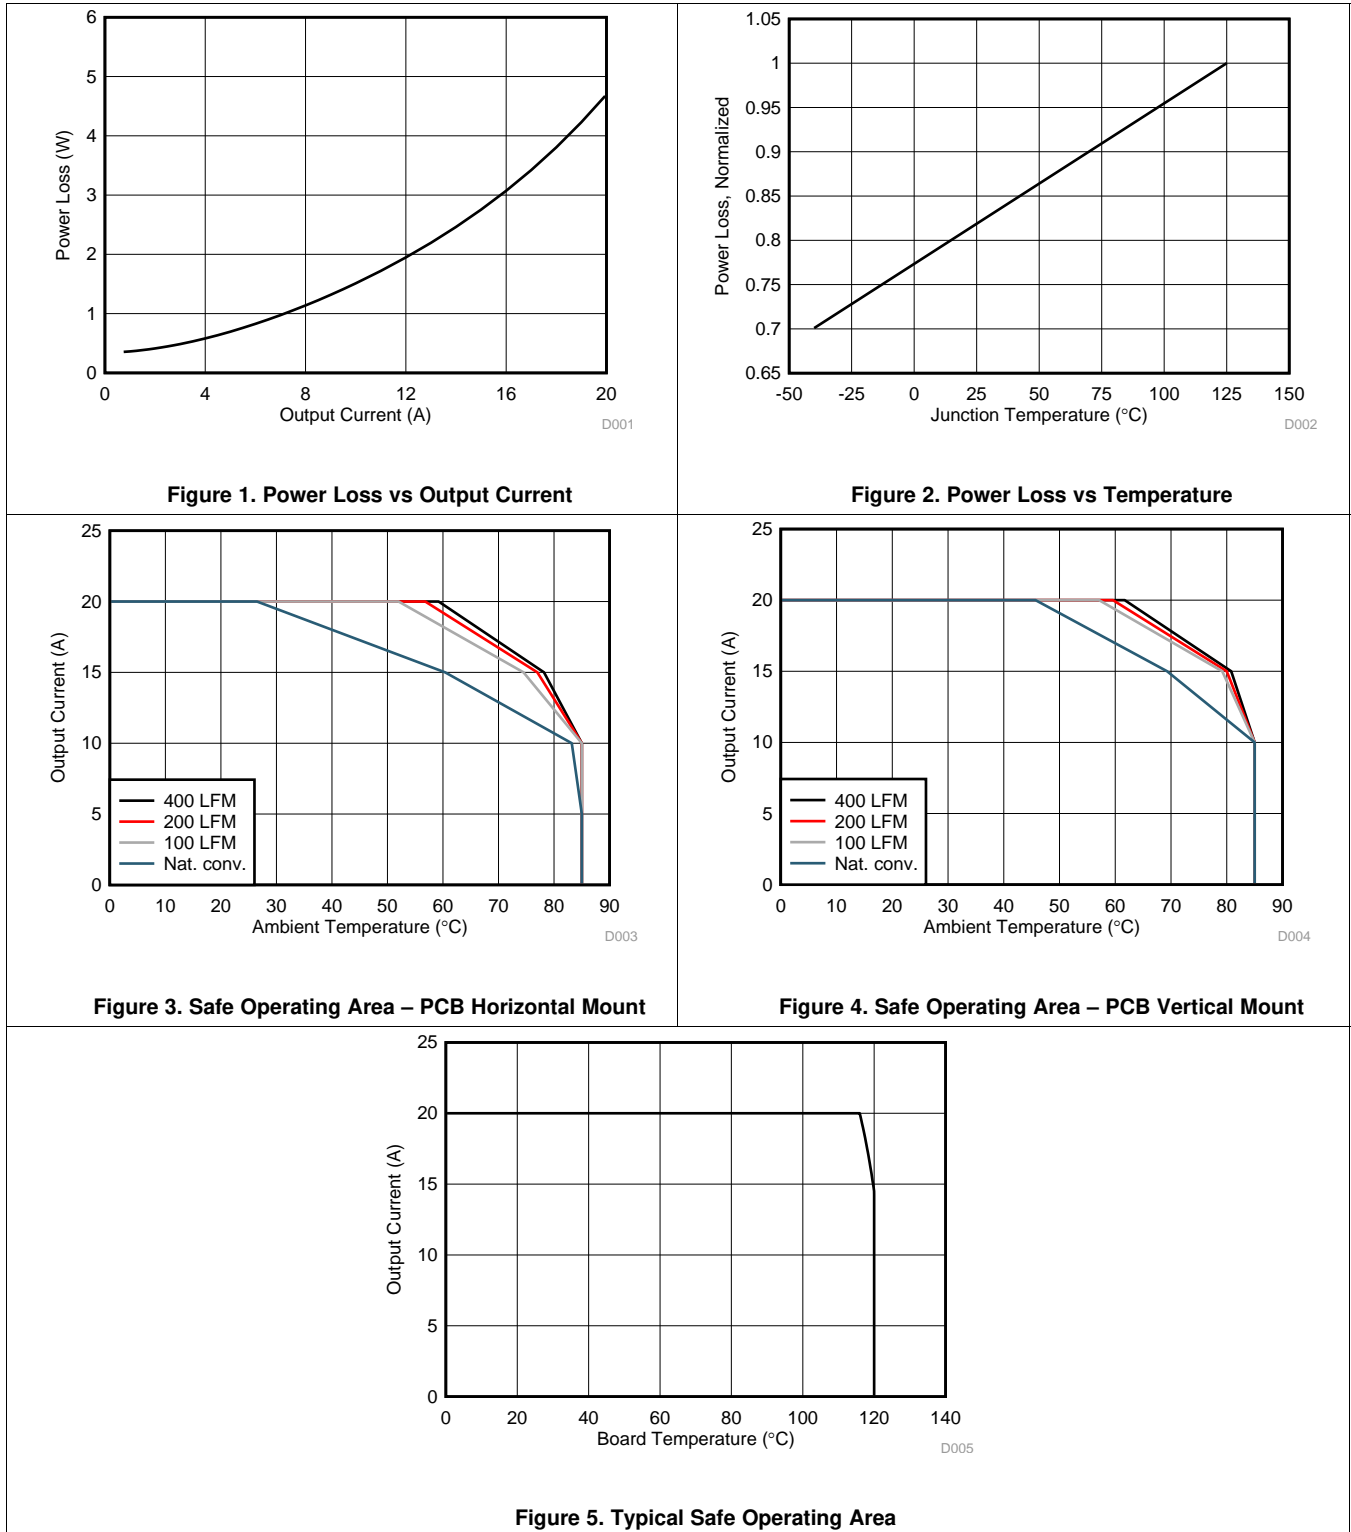 6
5
4
3
2
1
0
Power Loss (W)
0 4 8 12 16 20
Output Current (A)
D001
Figure 1. Power Loss vs Output Current
1.05
1
0.95
0.9
0.85
0.8
0.75
0.7
0.65
Power Loss, Normalized
-50 -25 0 25 50 75 100 125 150
Junction Temperature (°C)
D002
Figure 2. Power Loss vs Temperature
25
20
15
10
5
0
Output Current (A)
400 LFM
200 LFM
100 LFM
Nat. conv.
0 10 20 30 40 50 60 70 80 90
Ambient Temperature (°C)
D003
Figure 3. Safe Operating Area – PCB Horizontal Mount
25
20
15
10
5
0
Output Current (A)
400 LFM
200 LFM
100 LFM
Nat. conv.
0 10 20 30 40 50 60 70 80 90
Ambient Temperature (°C)
D004
Figure 4. Safe Operating Area – PCB Vertical Mount
25
20
15
10
5
0
Output Current (A)
0 20 40 60 80 100 120 140
Board Temperature (°C)
D005
Figure 5. Typical Safe Operating Area